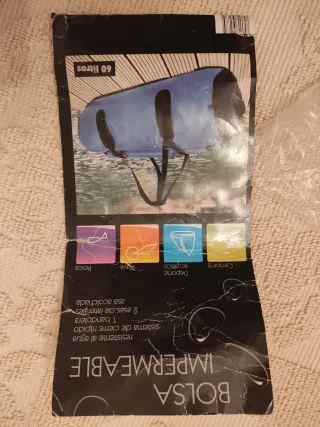 BOLSA
IMPERMEABLE
resistente al agua
sistema de cierre rápido
1 bandolera
2 asas de laterales
asa acolchada
Camping
Deporte
acuático
Playa
Pesca
60 litros